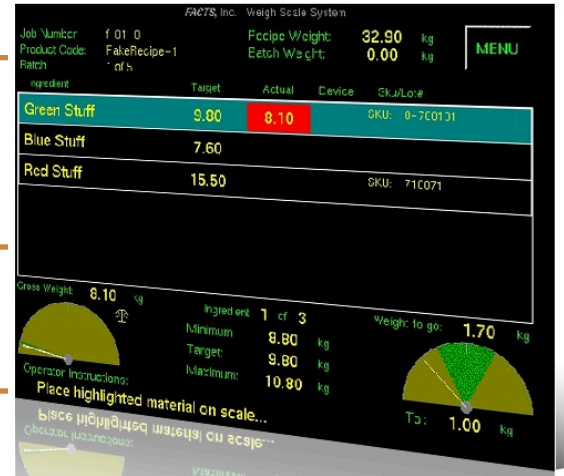 FACTS, Inc. Weigh Scale System
Job Number Recipe Weight: 32.90 kg
Product Code: FakeRecipe-1 Batch Weight: 0.00 kg MENU
Batch 1 of 5
Ingredient Target Actual Device Sku/Lot#
Green Stuff 9.80 8.10 SKU:
Blue Stuff 7.60
Red Stuff 15.50 SKU: 710071
Gross Weight: 8.10 kg Ingredient 1 of 3 Weight to go: 1.70 kg
Minimum 8.80 kg
Target: 9.80 kg
Maximum: 10.80 kg
Operator Instructions: 1.00 kg
Place highlighted material on scale...